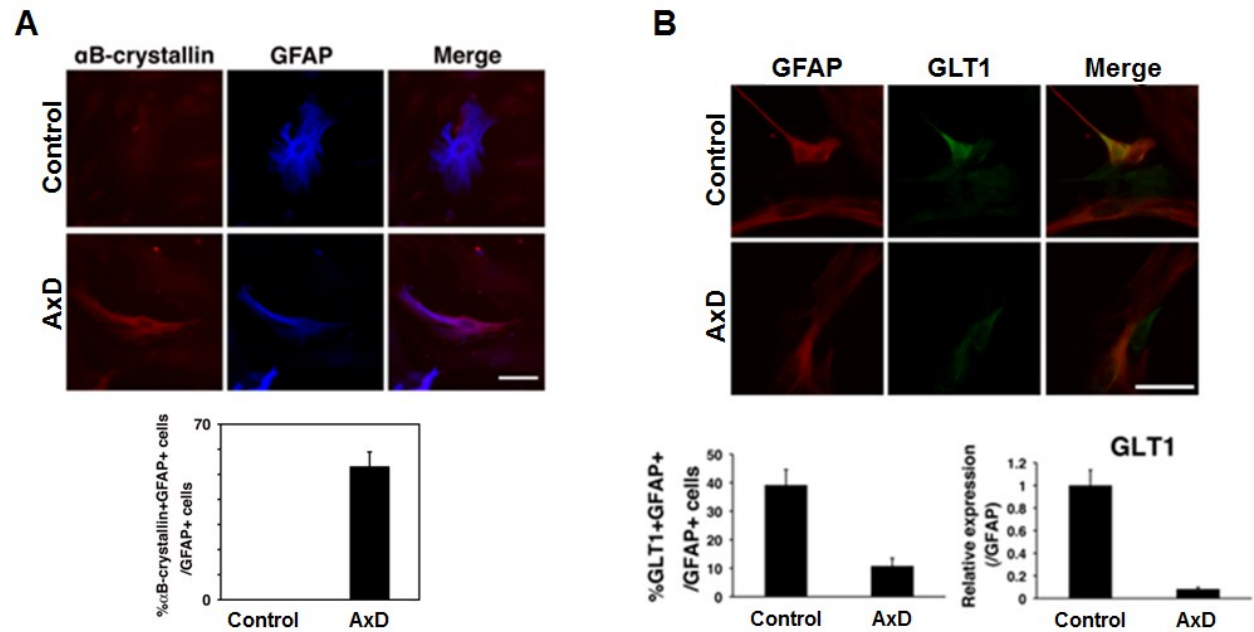 A
αB-crystallin GFAP Merge
Control
AxD
%αB-crystallin+GFAP+ cells
/GFAP+ cells
70
0
Control AxD
B
GFAP GLT1 Merge
Control
AxD
%GLT1+GFAP+
/GFAP+ cells
50
40
30
20
10
0
Control AxD
GLT1
Relative expression
(/GFAP)
1.2
1
0.8
0.6
0.4
0.2
0
Control AxD